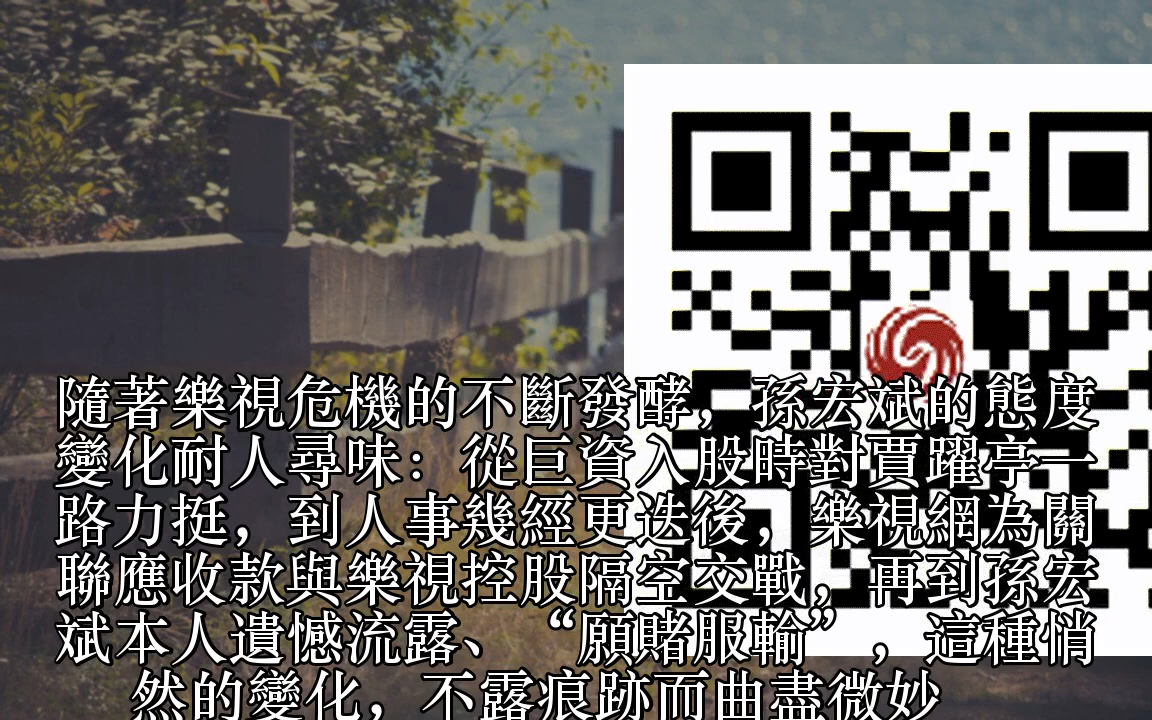 隨著樂視危機的不斷發酵，孫宏斌的態度
變化耐人尋味：從巨資入股時對賈躍亭一
路力挺，到人事幾經更迭後，樂視網為關
聯應收款與樂視控股隔空交戰，再到孫宏
斌本人遺憾流露、“願賭服輸”，這種悄
然的變化，不露痕跡而曲盡微妙